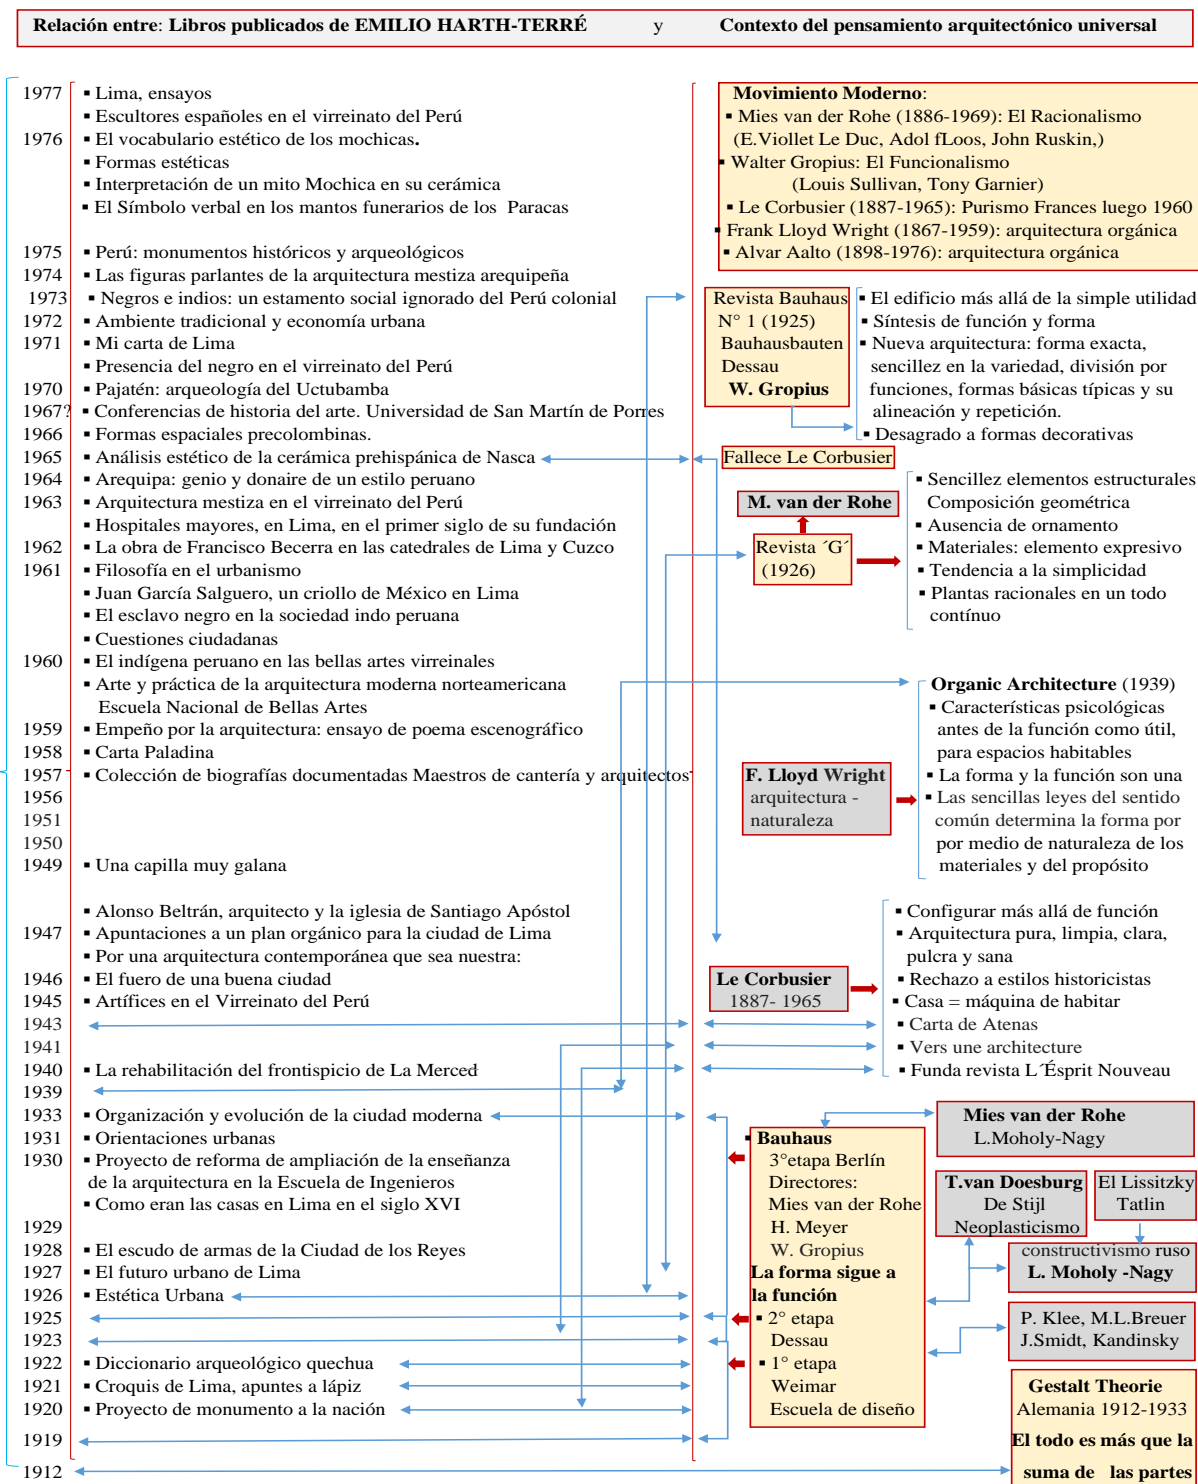 Relación entre: Libros publicados de EMILIO HARTH-TERRÉ y Contexto del pensamiento arquitectónico universal
1977 ▪ Lima, ensayos
▪ Escultores españoles en el virreinato del Perú
1976 ▪ El vocabulario estético de los mochicas.
▪ Formas estéticas
▪ Interpretación de un mito Mochica en su cerámica
▪ El Símbolo verbal en los mantos funerarios de los Paracas
1975 ▪ Perú: monumentos históricos y arqueológicos
1974 ▪ Las figuras parlantes de la arquitectura mestiza arequipeña
1973 ▪ Negros e indios: un estamento social ignorado del Perú colonial
1972 ▪ Ambiente tradicional y economía urbana
1971 ▪ Mi carta de Lima
▪ Presencia del negro en el virreinato del Perú
1970 ▪ Pajatén: arqueología del Uctubamba
1967? ▪ Conferencias de historia del arte. Universidad de San Martín de Porres
1966 ▪ Formas espaciales precolombinas.
1965 ▪ Análisis estético de la cerámica prehispánica de Nasca
1964 ▪ Arequipa: genio y donaire de un estilo peruano
1963 ▪ Arquitectura mestiza en el virreinato del Perú
▪ Hospitales mayores, en Lima, en el primer siglo de su fundación
1962 ▪ La obra de Francisco Becerra en las catedrales de Lima y Cuzco
1961 ▪ Filosofía en el urbanismo
▪ Juan García Salguero, un criollo de México en Lima
▪ El esclavo negro en la sociedad indo peruana
▪ Cuestiones ciudadanas
1960 ▪ El indígena peruano en las bellas artes virreinales
▪ Arte y práctica de la arquitectura moderna norteamericana
Escuela Nacional de Bellas Artes
1959 ▪ Empeño por la arquitectura: ensayo de poema escenográfico
1958 ▪ Carta Paladina
1957 ▪ Colección de biografías documentadas Maestros de cantería y arquitectos
1956
1951
1950
1949 ▪ Una capilla muy galana
▪ Alonso Beltrán, arquitecto y la iglesia de Santiago Apóstol
1947 ▪ Apuntaciones a un plan orgánico para la ciudad de Lima
▪ Por una arquitectura contemporánea que sea nuestra:
1946 ▪ El fuero de una buena ciudad
1945 ▪ Artífices en el Virreinato del Perú
1943
1941
1940 ▪ La rehabilitación del frontispicio de La Merced
1939
1933 ▪ Organización y evolución de la ciudad moderna
1931 ▪ Orientaciones urbanas
1930 ▪ Proyecto de reforma de ampliación de la enseñanza
de la arquitectura en la Escuela de Ingenieros
▪ Como eran las casas en Lima en el siglo XVI
1929
1928 ▪ El escudo de armas de la Ciudad de los Reyes
1927 ▪ El futuro urbano de Lima
1926 ▪ Estética Urbana
1925
1923
1922 ▪ Diccionario arqueológico quechua
1921 ▪ Croquis de Lima, apuntes a lápiz
1920 ▪ Proyecto de monumento a la nación
1919
1912
Movimiento Moderno:
▪ Mies van der Rohe (1886-1969): El Racionalismo
(E.Viollet Le Duc, Adol fLoos, John Ruskin,)
▪ Walter Gropius: El Funcionalismo
(Louis Sullivan, Tony Garnier)
▪ Le Corbusier (1887-1965): Purismo Frances luego 1960
▪ Frank Lloyd Wright (1867-1959): arquitectura orgánica
▪ Alvar Aalto (1898-1976): arquitectura orgánica
Revista Bauhaus
N° 1 (1925)
Bauhausbauten
Dessau
W. Gropius
▪ El edificio más allá de la simple utilidad
▪ Síntesis de función y forma
▪ Nueva arquitectura: forma exacta,
sencillez en la variedad, división por
funciones, formas básicas típicas y su
alineación y repetición.
▪ Desagrado a formas decorativas
Fallece Le Corbusier
M. van der Rohe
Revista ´G´
(1926)
▪ Sencillez elementos estructurales
Composición geométrica
▪ Ausencia de ornamento
▪ Materiales: elemento expresivo
▪ Tendencia a la simplicidad
▪ Plantas racionales en un todo
contínuo
F. Lloyd Wright
arquitectura -
naturaleza
Organic Architecture (1939)
▪ Características psicológicas
antes de la función como útil,
para espacios habitables
▪ La forma y la función son una
▪ Las sencillas leyes del sentido
común determina la forma por
por medio de naturaleza de los
materiales y del propósito
Le Corbusier
1887- 1965
▪ Configurar más allá de función
▪ Arquitectura pura, limpia, clara,
pulcra y sana
▪ Rechazo a estilos historicistas
▪ Casa = máquina de habitar
▪ Carta de Atenas
▪ Vers une architecture
▪ Funda revista L´Ésprit Nouveau
▪ Bauhaus
3°etapa Berlín
Directores:
Mies van der Rohe
H. Meyer
W. Gropius
La forma sigue a
la función
▪ 2° etapa
Dessau
▪ 1° etapa
Weimar
Escuela de diseño
Mies van der Rohe
L.Moholy-Nagy
T.van Doesburg
De Stijl
Neoplasticismo
El Lissitzky
Tatlin
constructivismo ruso
L. Moholy -Nagy
P. Klee, M.L.Breuer
J.Smidt, Kandinsky
Gestalt Theorie
Alemania 1912-1933
El todo es más que la
suma de las partes